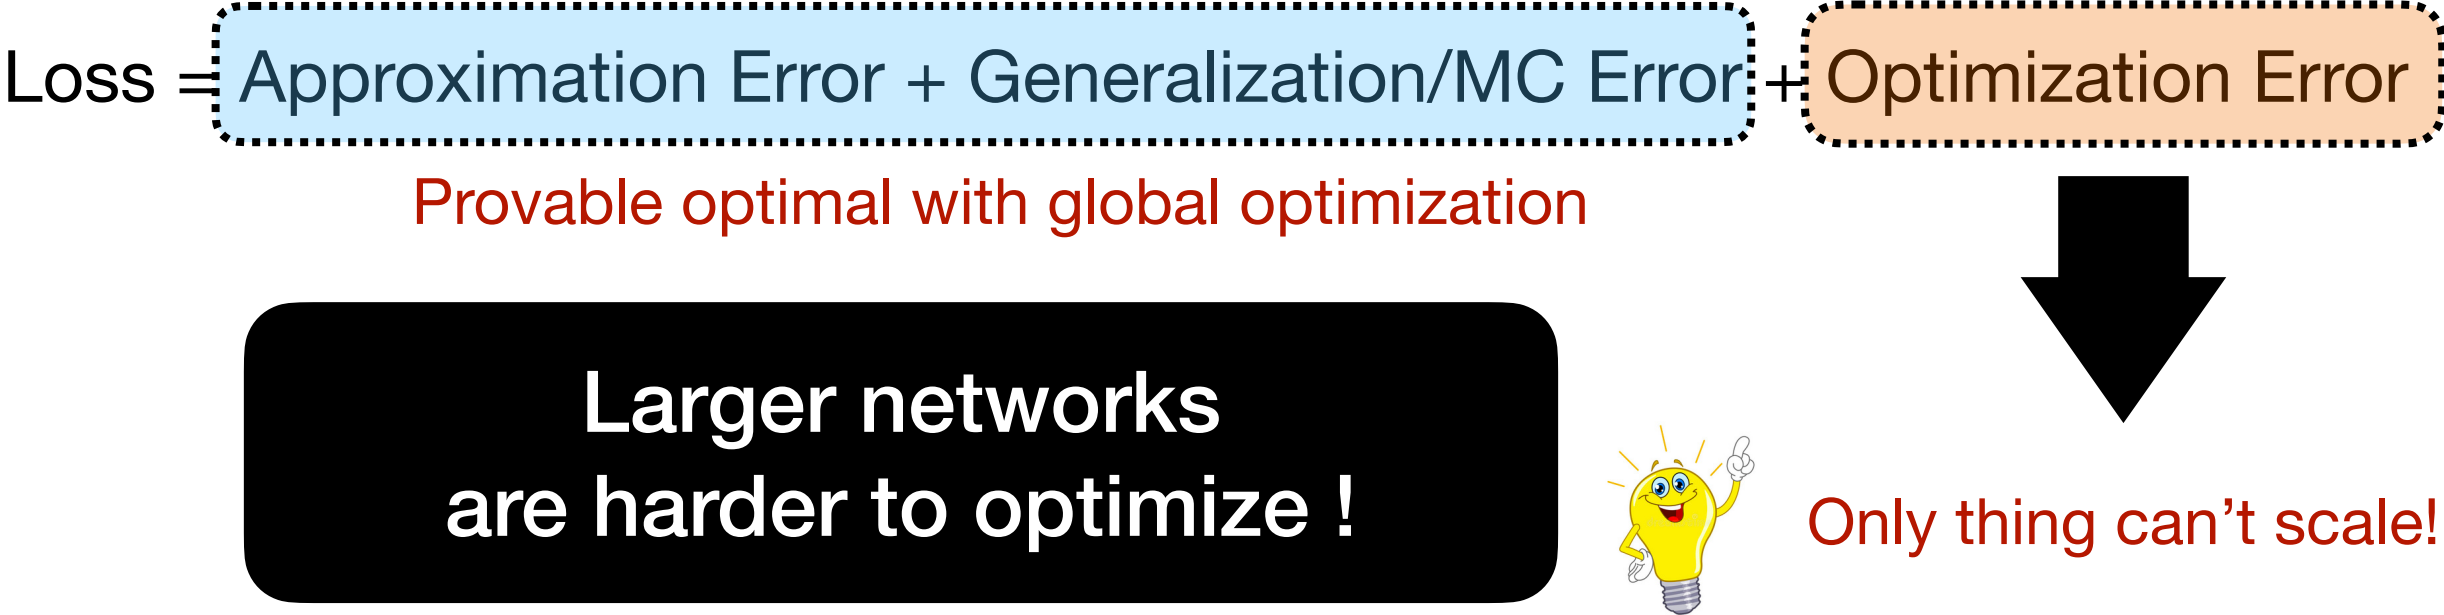 Loss = Approximation Error + Generalization/MC Error + Optimization Error
Provable optimal with global optimization
Larger networks
are harder to optimize !
Only thing can't scale!